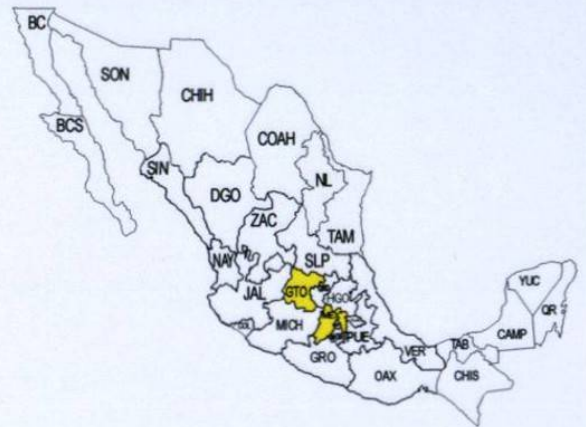 BC
SON
CHIH
BCS
COAH
SIN
NL
DGO
ZAC
TAM
NAY
SLP
JAL
GTO
HGO
MICH
PUE
GRO
OAX
VER
TAB
CHIS
CAMP
YUC
QR